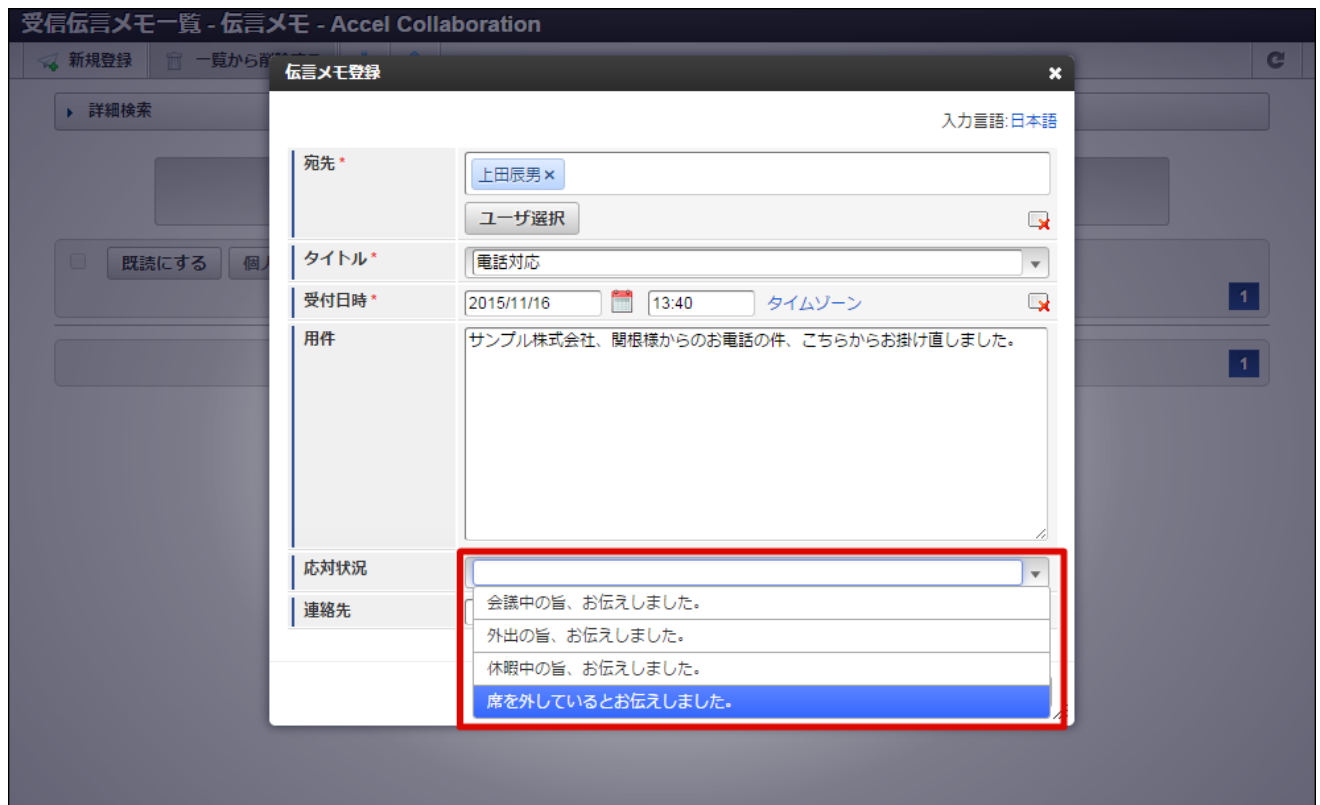 受信伝言メモ一覧 - 伝言メモ - Accel Collaboration
新規登録 一覧から削除する
伝言メモ登録
詳細検索
入力言語:日本語
宛先*
上田辰男
ユーザ選択
既読にする 個人
タイトル* 電話対応
受付日時* 2015/11/16 13:40 タイムゾーン
1
用件 サンプル株式会社、関根様からのお電話の件、こちらからお掛け直しました。
1
応対状況
連絡先
会議中の旨、お伝えしました。
外出の旨、お伝えしました。
休暇中の旨、お伝えしました。
席を外しているとお伝えしました。